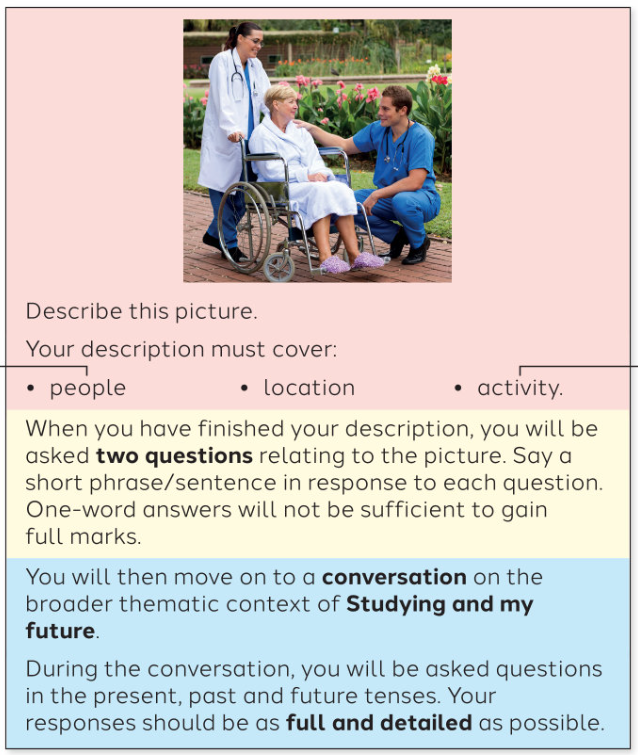 Describe this picture.
Your description must cover:
• people • location • activity.
When you have finished your description, you will be
asked two questions relating to the picture. Say a
short phrase/sentence in response to each question.
One-word answers will not be sufficient to gain
full marks.
You will then move on to a conversation on the
broader thematic context of Studying and my
future.
During the conversation, you will be asked questions
in the present, past and future tenses. Your
responses should be as full and detailed as possible.